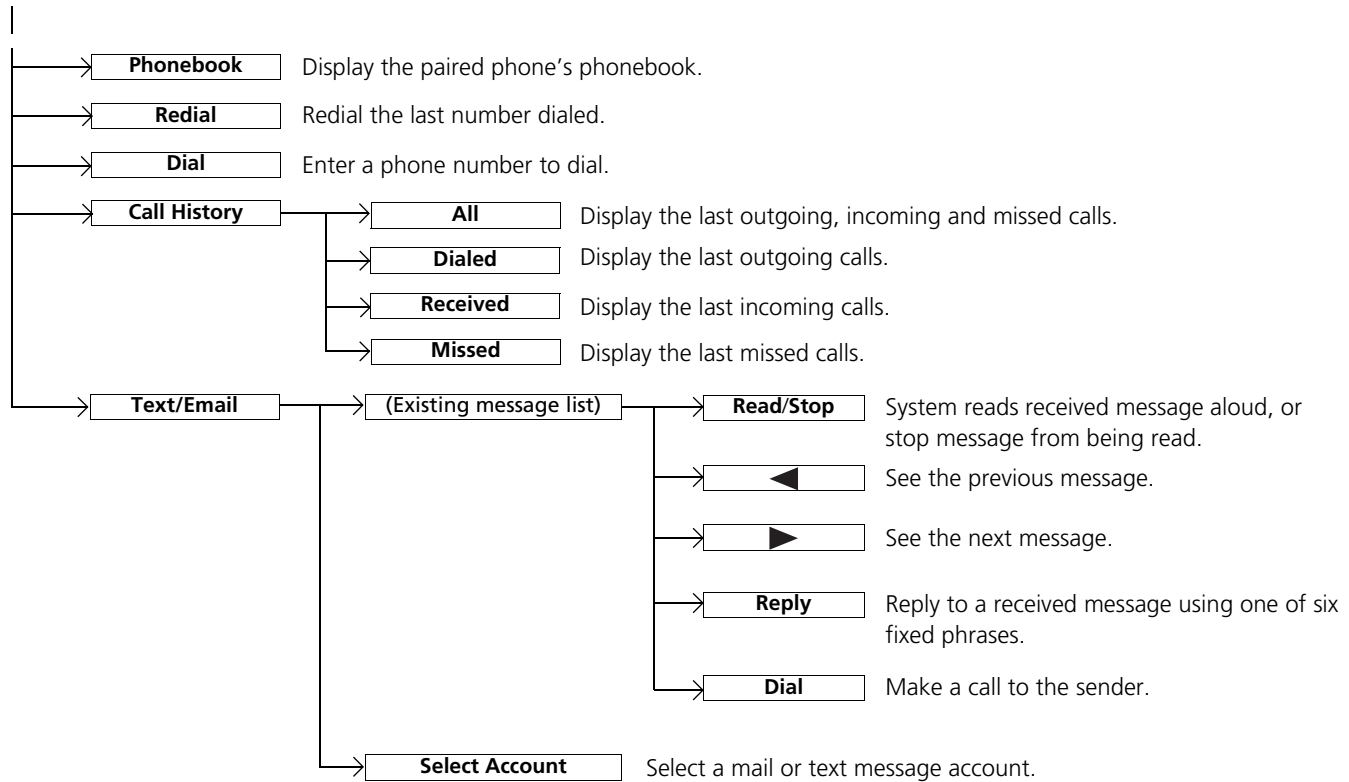 Phonebook Display the paired phone’s phonebook.
Redial Redial the last number dialed.
Dial Enter a phone number to dial.
Call History All Display the last outgoing, incoming and missed calls.
Dialed Display the last outgoing calls.
Received Display the last incoming calls.
Missed Display the last missed calls.
Text/Email (Existing message list) Read/Stop System reads received message aloud, or
stop message from being read.
◄ See the previous message.
► See the next message.
Reply Reply to a received message using one of six
fixed phrases.
Dial Make a call to the sender.
Select Account Select a mail or text message account.